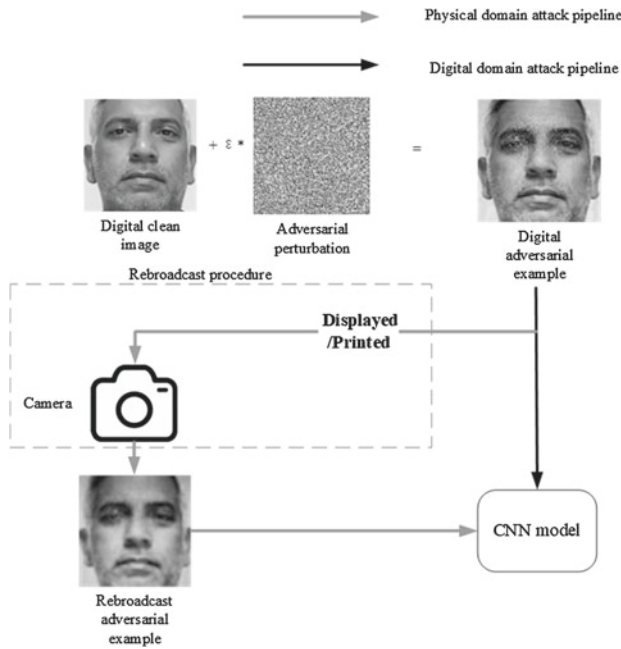 Physical domain attack pipeline
Digital domain attack pipeline
+ ε *
=
Digital clean
image
Adversarial
perturbation
Digital
adversarial
example
Rebroadcast procedure
Displayed
/Printed
Camera
CNN model
Rebroadcast
adversarial
example